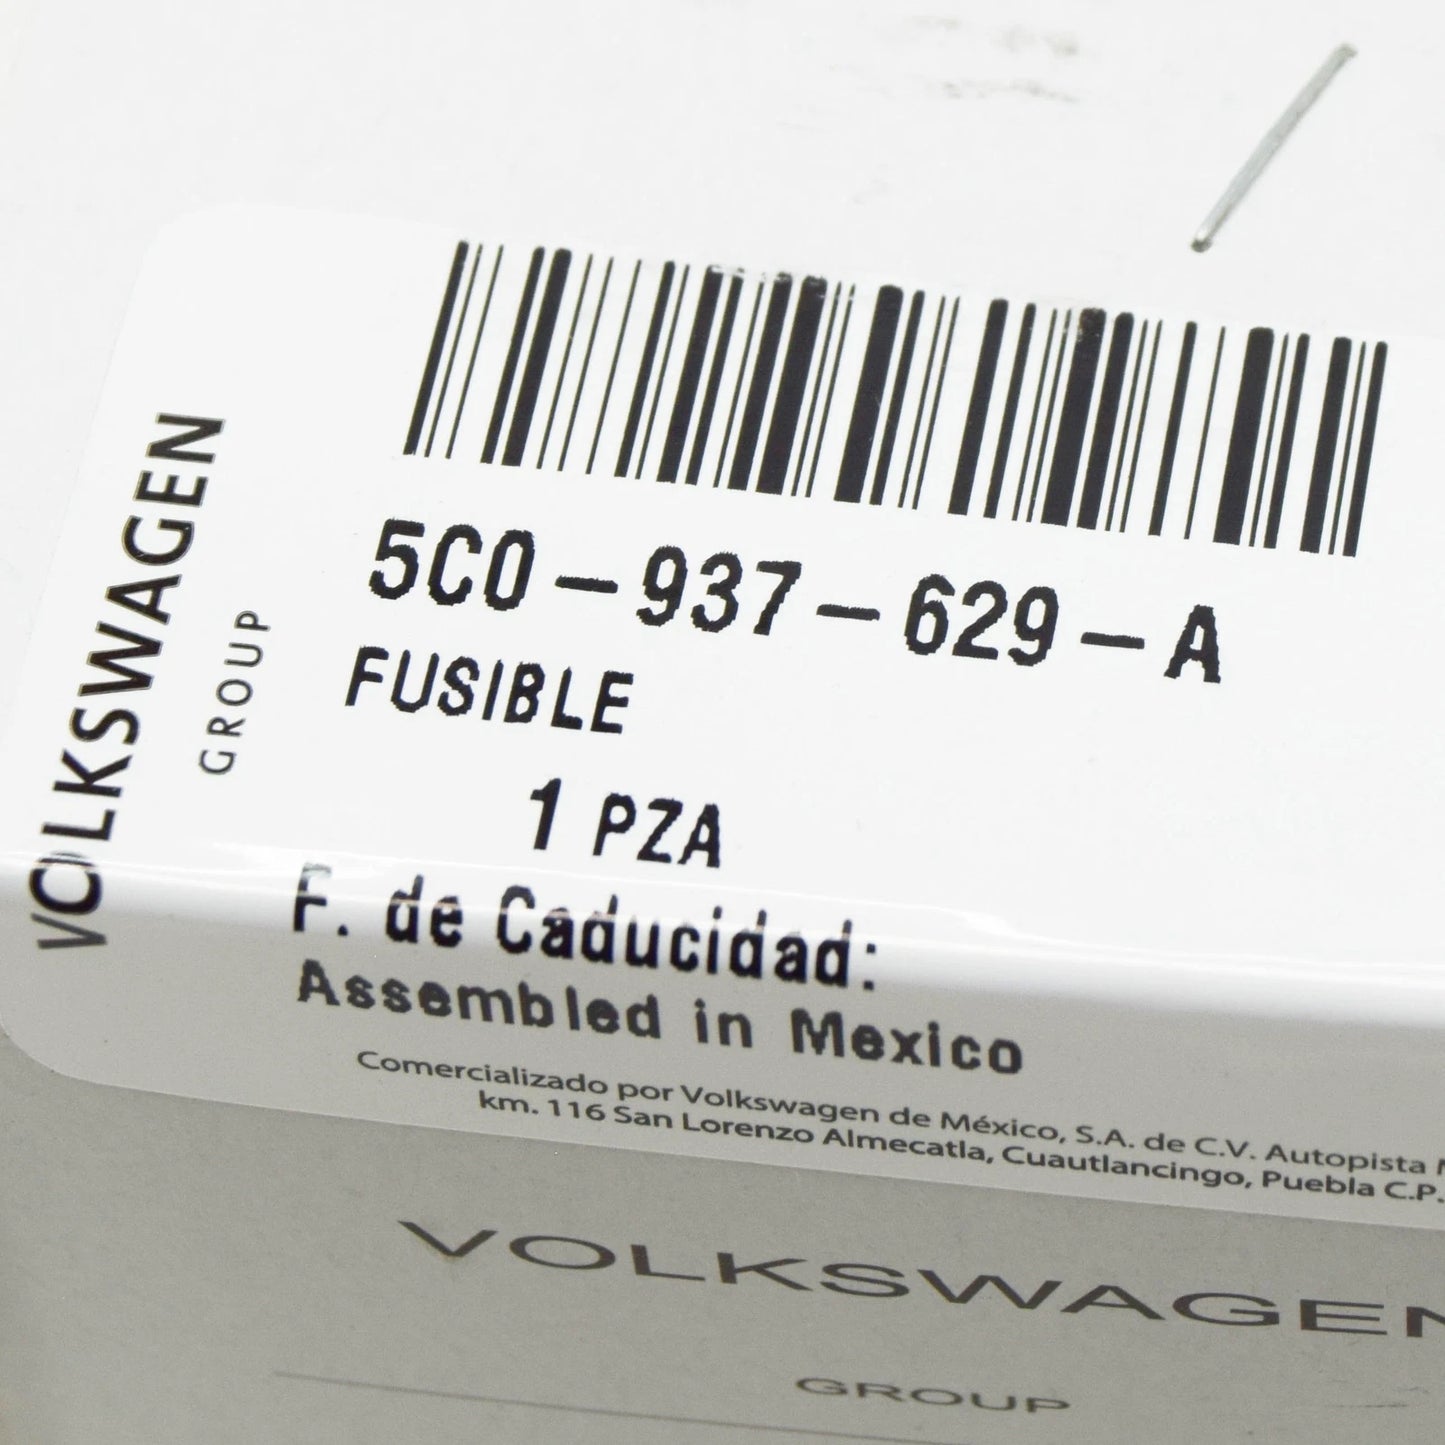 VOLKSWAGEN
GROUP
5C0-937-629-A
FUSIBLE
1 PZA
F. de Caducidad:
Assembled in Mexico
Comercializado por Volkswagen de México, S.A. de C.V. Autopista
km. 116 San Lorenzo Almecatla, Cuautlancingo, Puebla C.P.
VOLKSWAGEN
GROUP